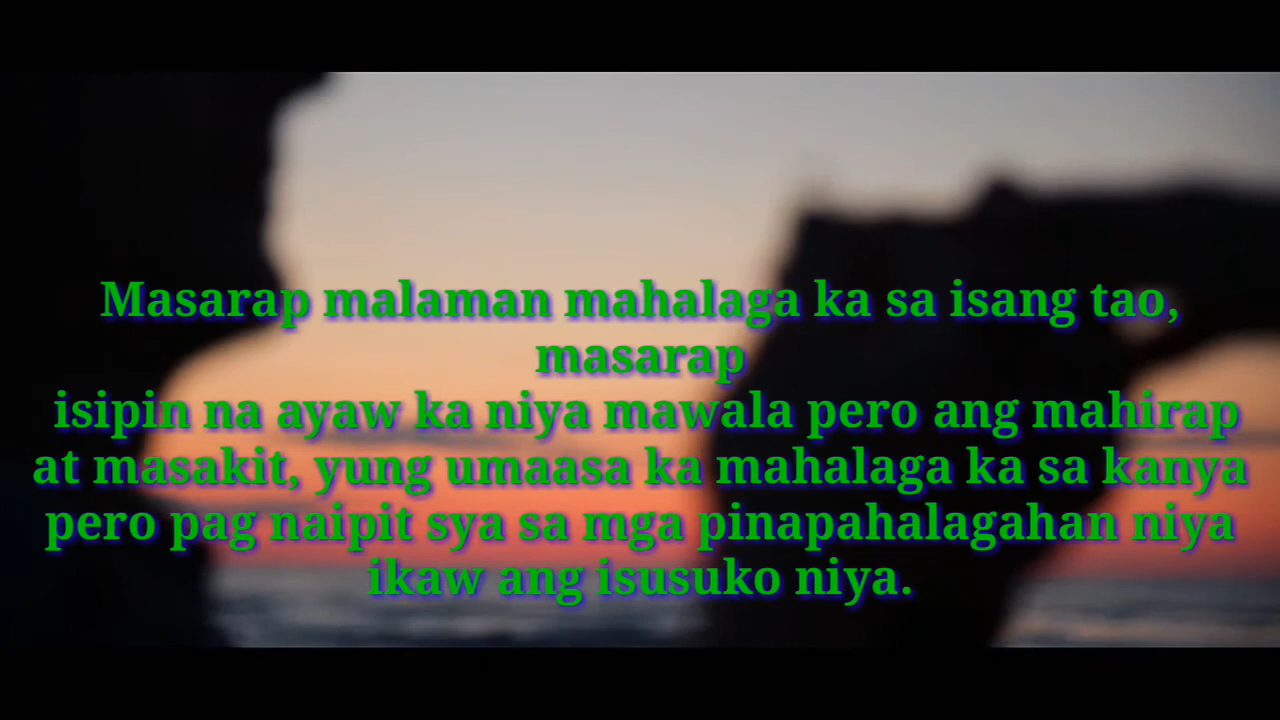 Masarap malaman mahalaga ka sa isang tao,
masarap
isipin na ayaw ka niya mawala pero ang mahirap
at masakit, yung umaasa ka mahalaga ka sa kanya
pero pag naipit sya sa mga pinapahalagahan niya
ikaw ang isusuko niya.